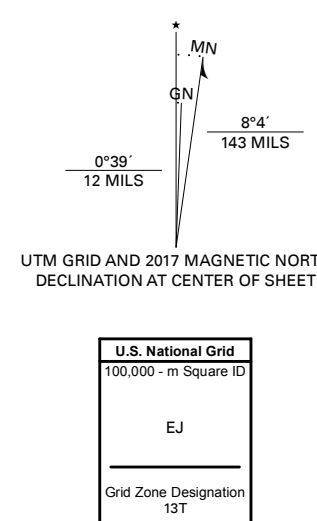 ★
MN
GN
8°4´
143 MILS
0°39´
12 MILS
UTM GRID AND 2017 MAGNETIC NORT
DECLINATION AT CENTER OF SHEET
U.S. National Grid
100,000 - m Square ID
EJ
Grid Zone Designation
13T